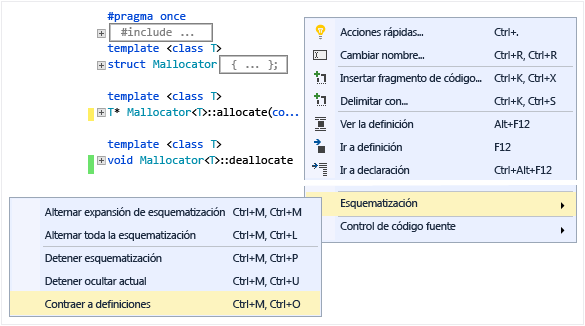 #pragma once
#include ...
template <class T>
struct Mallocator { ... };
template <class T>
T* Mallocator<T>::allocate(co...
template <class T>
void Mallocator<T>::deallocate
Acciones rápidas... Ctrl+.
Cambiar nombre... Ctrl+R, Ctrl+R
Insertar fragmento de código... Ctrl+K, Ctrl+X
Delimitar con... Ctrl+K, Ctrl+S
Ver la definición Alt+F12
Ir a definición F12
Ir a declaración Ctrl+Alt+F12
Esquematización
Control de código fuente
Alternar expansión de esquematización Ctrl+M, Ctrl+M
Alternar toda la esquematización Ctrl+M, Ctrl+L
Detener esquematización Ctrl+M, Ctrl+P
Detener ocultar actual Ctrl+M, Ctrl+U
Contraer a definiciones Ctrl+M, Ctrl+O